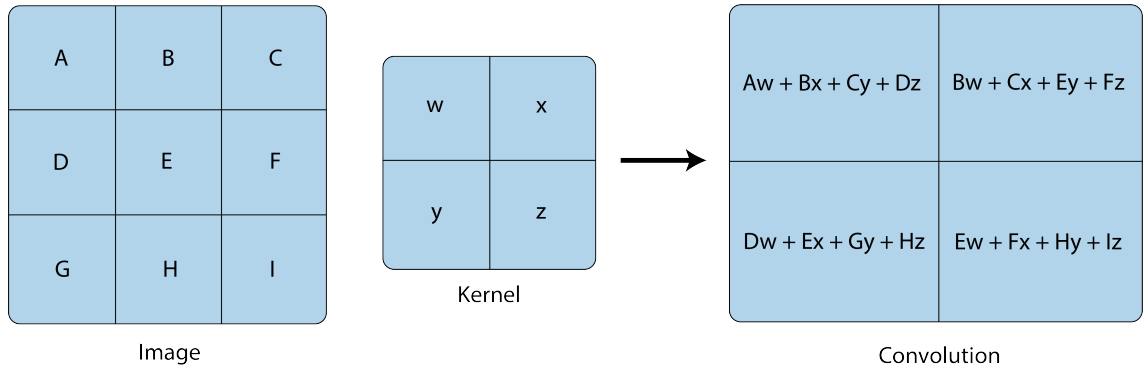 A B C
D E F
G H I
Image
w x
y z
Kernel
Aw + Bx + Cy + Dz
Bw + Cx + Ey + Fz
Dw + Ex + Gy + Hz
Ew + Fx + Hy + Iz
Convolution